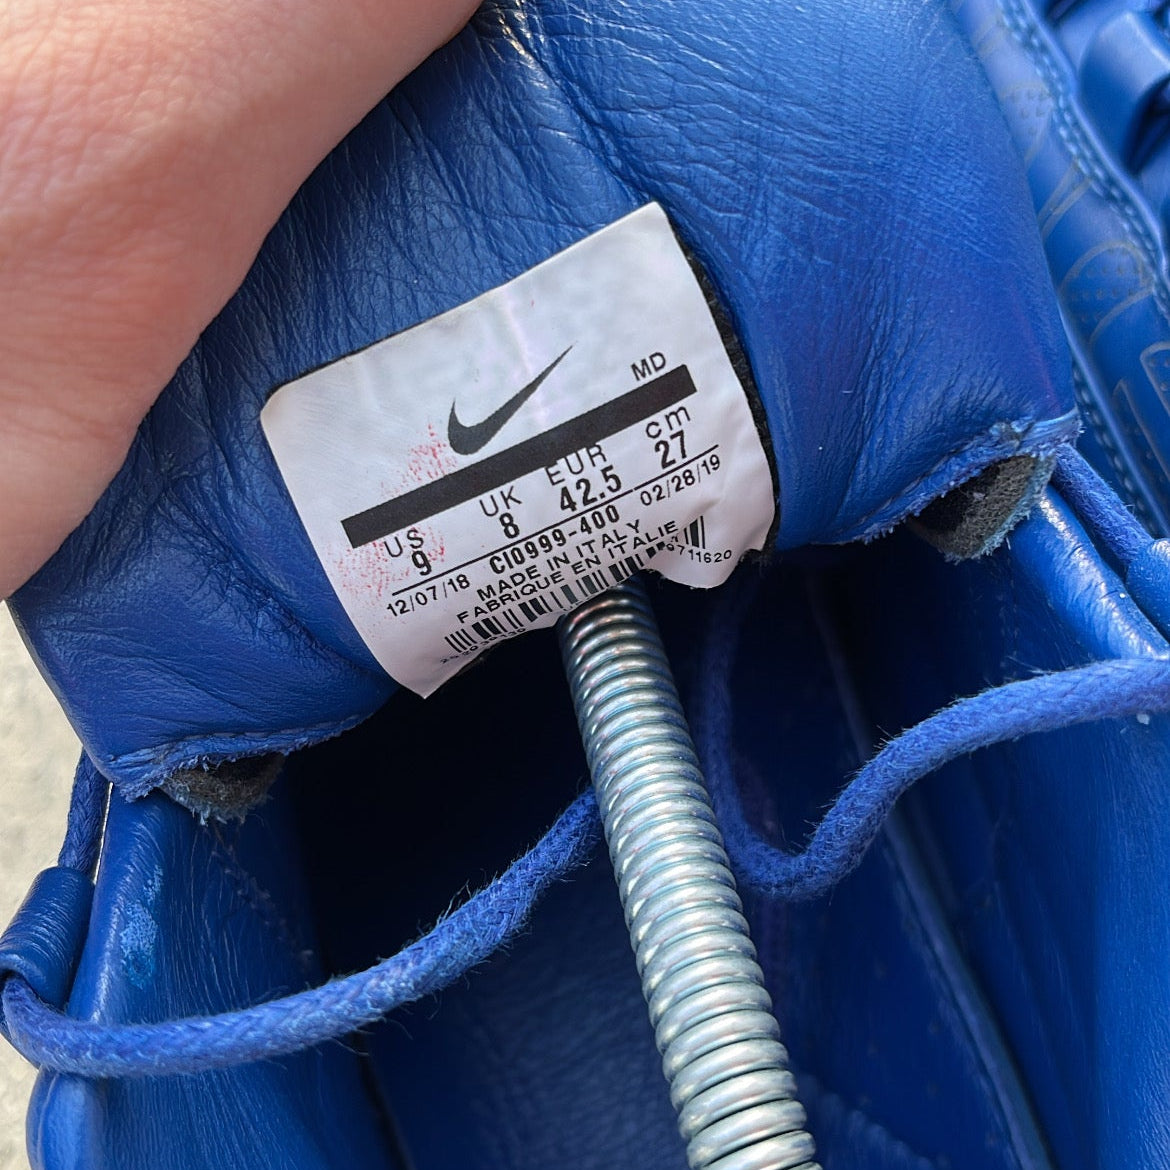 MD
US UK EUR cm
9 8 42.5 27
12/07/18 CI0999-400 02/28/19
MADE IN ITALY
FABRIQUE EN ITALIE